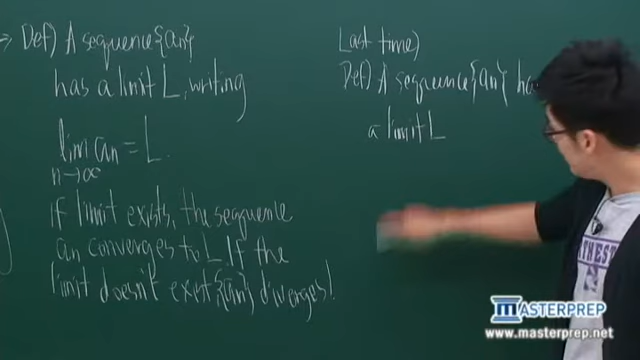 Def) A sequence{an}
has a limit L, writing
lim an = L.
n→∞
if limit exists, the sequence
an converges to L. If the
limit doesn't exist, {an} diverges!
Last time)
Def) A sequence{an} ha
a limit L
MASTERPREP
www.masterprep.net